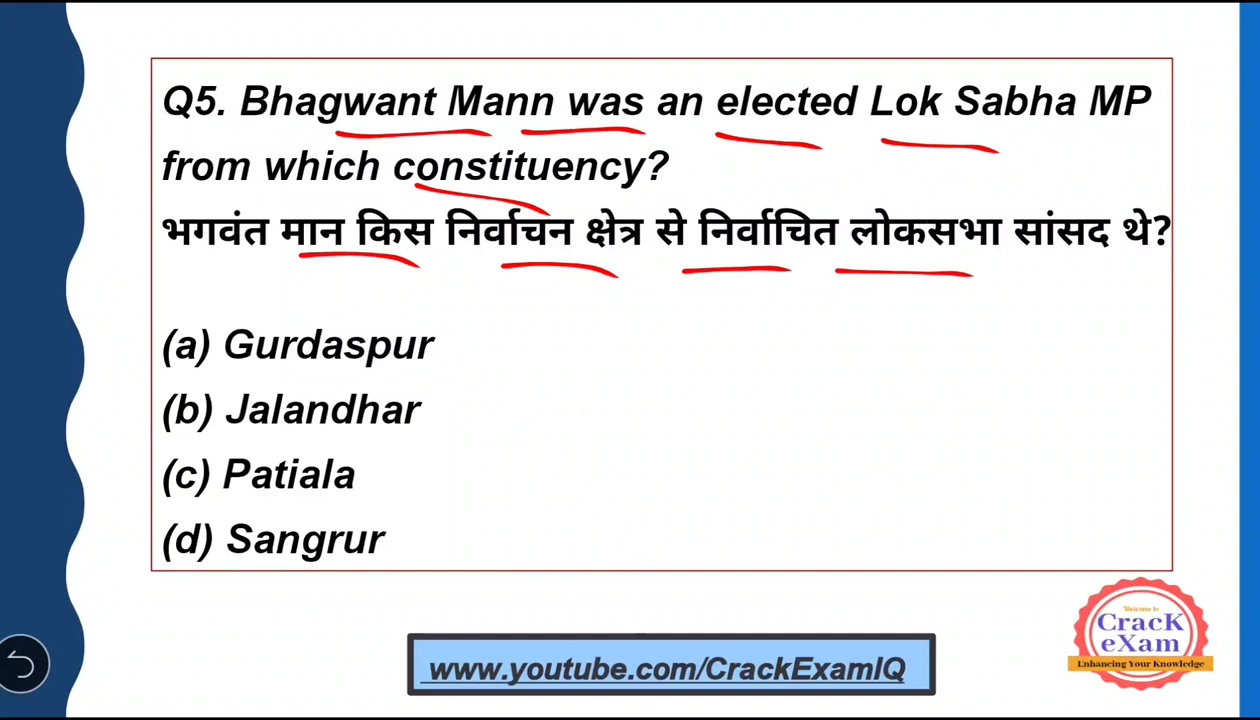 Q5. Bhagwant Mann was an elected Lok Sabha MP
from which constituency?
भगवंत मान किस निर्वाचन क्षेत्र से निर्वाचित लोकसभा सांसद थे?
(a) Gurdaspur
(b) Jalandhar
(c) Patiala
(d) Sangrur
Welcome to
CracK
eXam
Enhancing Your Knowledge
www.youtube.com/CrackExamIQ